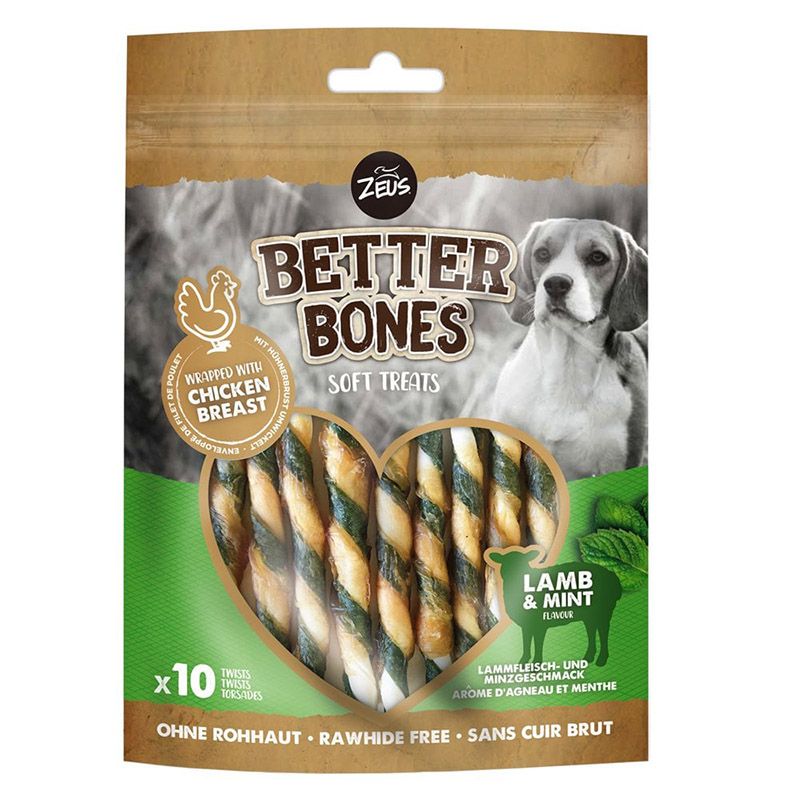 ZEUS
BETTER
BONES
SOFT TREATS
WRAPPED WITH
CHICKEN
BREAST
MIT HÜHNERBRUST UMWICKELT • ENVELOPPÉ DE FILET DE POULET
LAMB
& MINT
FLAVOUR
LAMMFLEISCH- UND
MINZGESCHMACK
ARÔME D'AGNEAU ET MENTHE
x10
TWISTS
TWISTS
TORSADES
OHNE ROHHAUT • RAWHIDE FREE • SANS CUIR BRUT